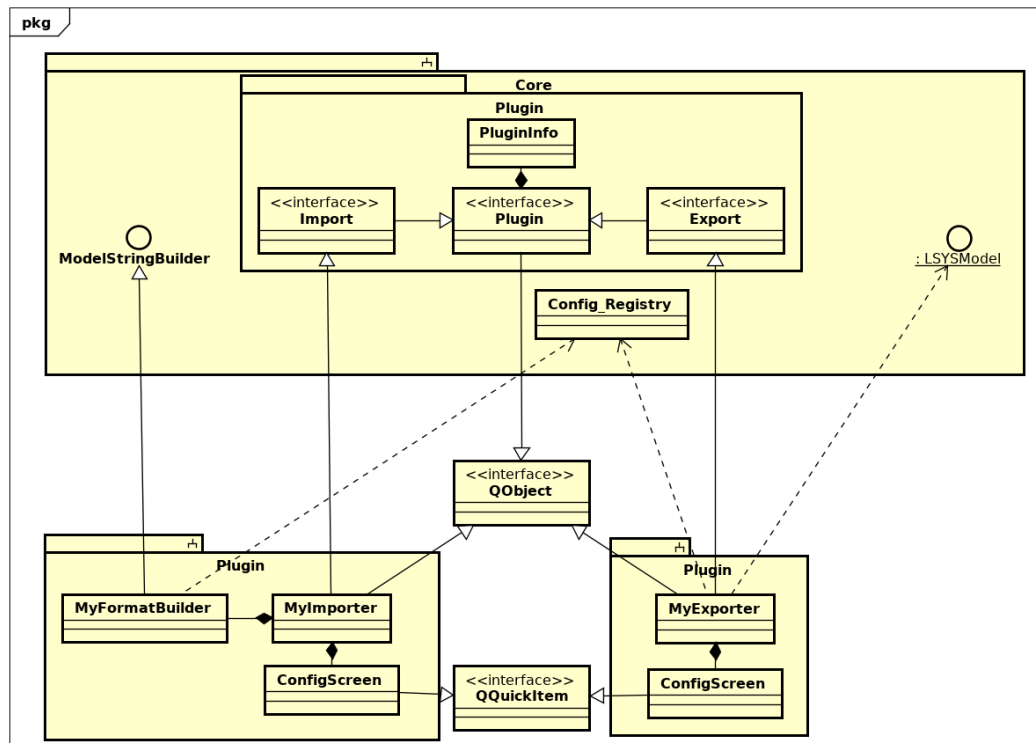 pkg
Core
Plugin
PluginInfo
<<interface>>
Import
<<interface>>
Plugin
<<interface>>
Export
ModelStringBuilder
: LSYSModel
Config_Registry
<<interface>>
QObject
Plugin
Plugin
MyFormatBuilder
MyImporter
MyExporter
ConfigScreen
<<interface>>
QQuickItem
ConfigScreen